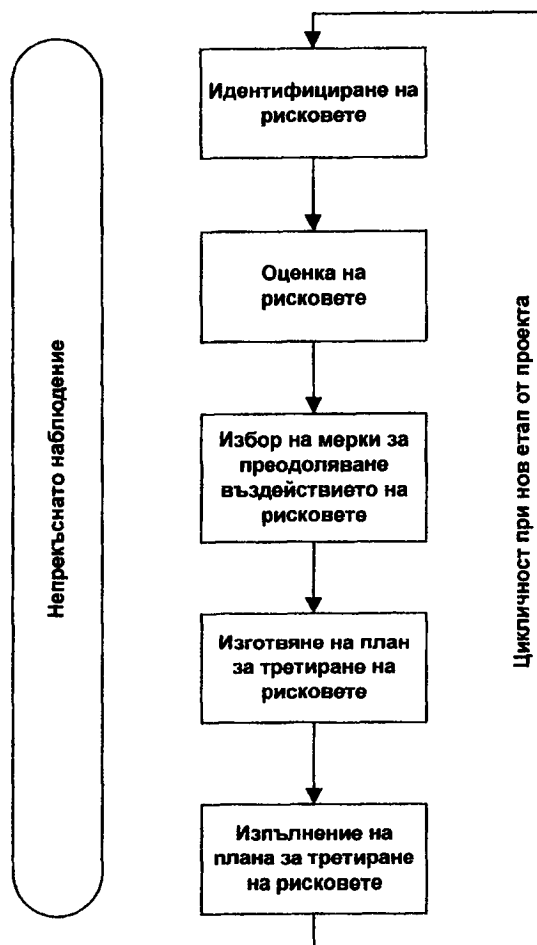 Идентифициране на
рисковете
Оценка на
рисковете
Избор на мерки за
преодоляване
въздействието на
рисковете
Изготвяне на план
за третиране на
рисковете
Изпълнение на
плана за третиране
на рисковете
Непрекъснато наблюдение
Цикличност при нов етап от проекта